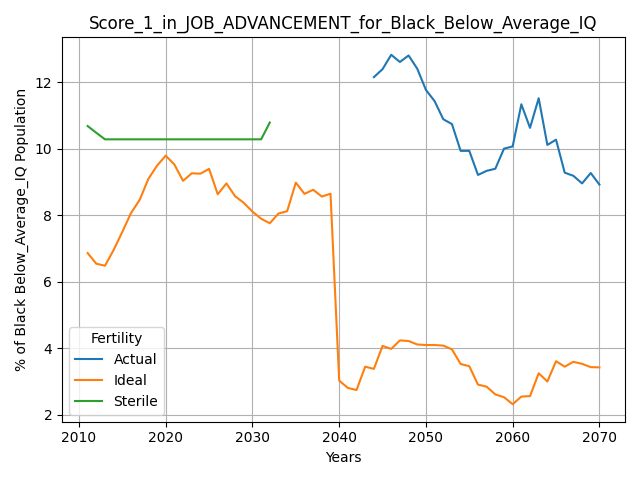 Score_1_in_JOB_ADVANCEMENT_for_Black_Below_Average_IQ
% of Black Below_Average_IQ Population
12
10
8
6
4
2
Fertility
Actual
Ideal
Sterile
2010 2020 2030 2040 2050 2060 2070
Years